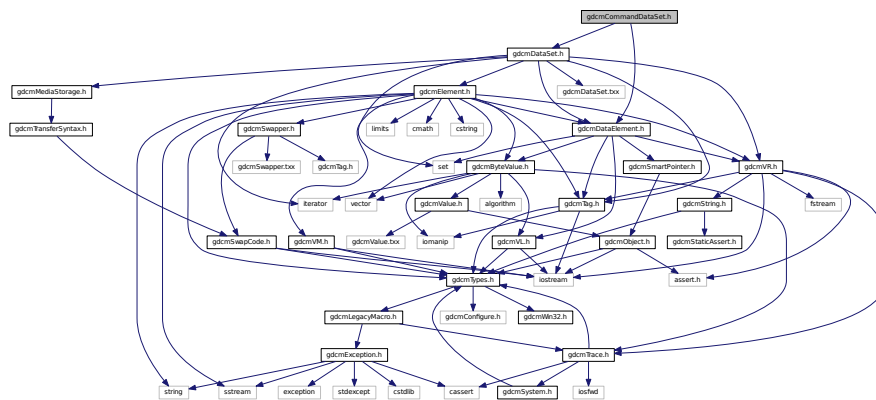 gdcmCommandDataSet.h
gdcmDataSet.h
gdcmMediaStorage.h
gdcmElement.h
gdcmDataSet.txx
gdcmTransferSyntax.h
gdcmSwapper.h
limits
cmath
cstring
gdcmDataElement.h
gdcmSwapper.txx
gdcmTag.h
set
gdcmByteValue.h
gdcmSmartPointer.h
gdcmVR.h
iterator
vector
gdcmValue.h
algorithm
gdcmTag.h
gdcmString.h
fstream
gdcmSwapCode.h
gdcmVM.h
gdcmValue.txx
iomanip
gdcmVL.h
gdcmObject.h
gdcmStaticAssert.h
gdcmTypes.h
iostream
assert.h
gdcmLegacyMacro.h
gdcmConfigure.h
gdcmWin32.h
gdcmException.h
gdcmTrace.h
string
sstream
exception
stdexcept
cstdlib
cassert
gdcmSystem.h
iosfwd